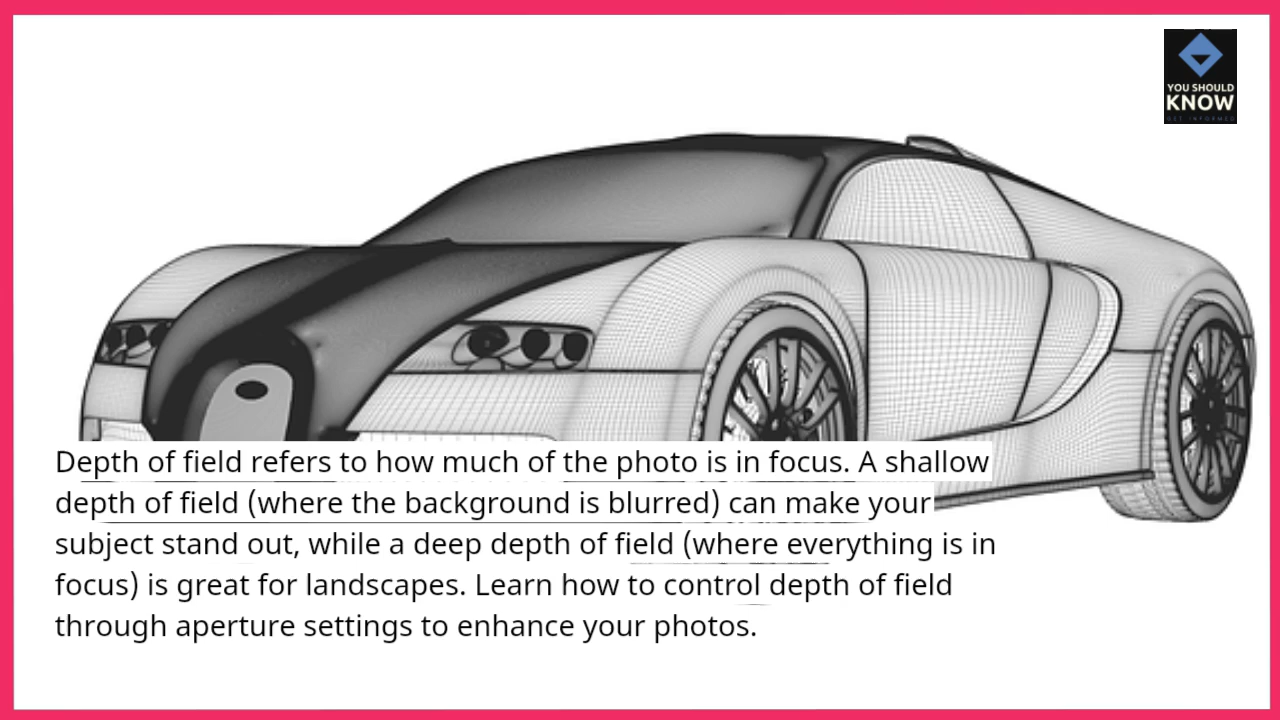 YOU SHOULD
KNOW
GET INFORMED
Depth of field refers to how much of the photo is in focus. A shallow
depth of field (where the background is blurred) can make your
subject stand out, while a deep depth of field (where everything is in
focus) is great for landscapes. Learn how to control depth of field
through aperture settings to enhance your photos.